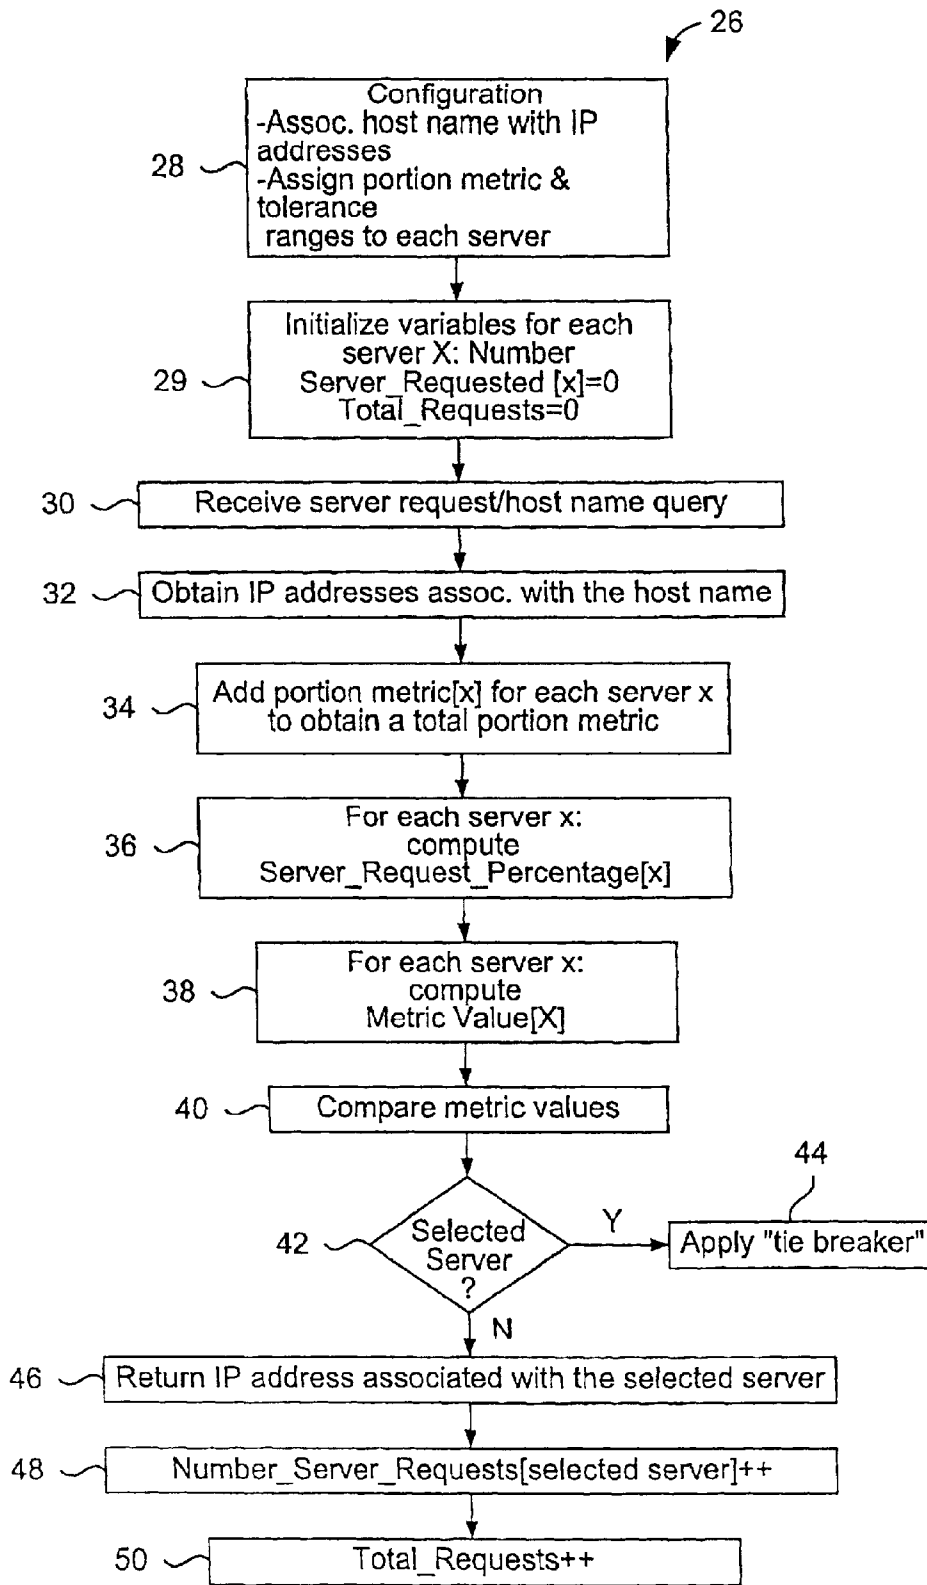 26
Configuration
-Assoc. host name with IP
addresses
-Assign portion metric &
tolerance
ranges to each server
28
Initialize variables for each
server X: Number
Server_Requested [x]=0
Total_Requests=0
29
30
Receive server request/host name query
32
Obtain IP addresses assoc. with the host name
34
Add portion metric[x] for each server x
to obtain a total portion metric
36
For each server x:
compute
Server_Request_Percentage[x]
38
For each server x:
compute
Metric Value[X]
40
Compare metric values
42
Selected
Server
?
Y
44
Apply "tie breaker"
N
46
Return IP address associated with the selected server
48
Number_Server_Requests[selected server]++
50
Total_Requests++